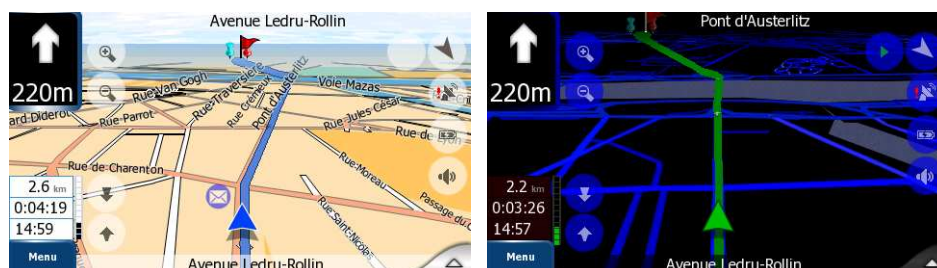 Avenue Ledru-Rollin
220m
Rue-Van-Gogh
Rue-Traversière
Rue Crémeux
Pont d'Austerlitz
Voie-Mazas
ard-Diderot
Rue-Parrot
Rue-Jules César
Rue de Lyon
Rue de Charenton
Rue-Moreau
Passage du C
Rue-Saint-Nicolas
2.6 km
0:04:19
14:59
Menu
Avenue Ledru-Rollin
Pont d'Austerlitz
220m
2.2 km
0:03:26
14:57
Menu
Avenue Ledru-Rollin